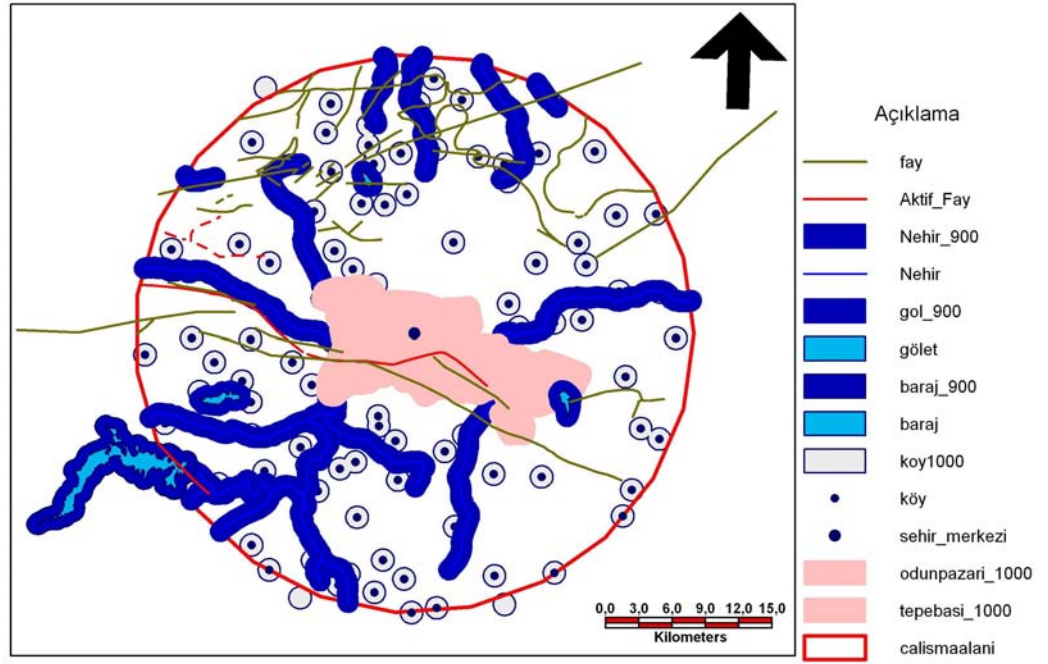 Açıklama
fay
Aktif_Fay
Nehir_900
Nehir
gol_900
gölet
baraj_900
baraj
koy1000
köy
sehir_merkezi
odunpazari_1000
tepebasi_1000
calismaalani
0,0 3,0 6,0 9,0 12,0 15,0
Kilometers